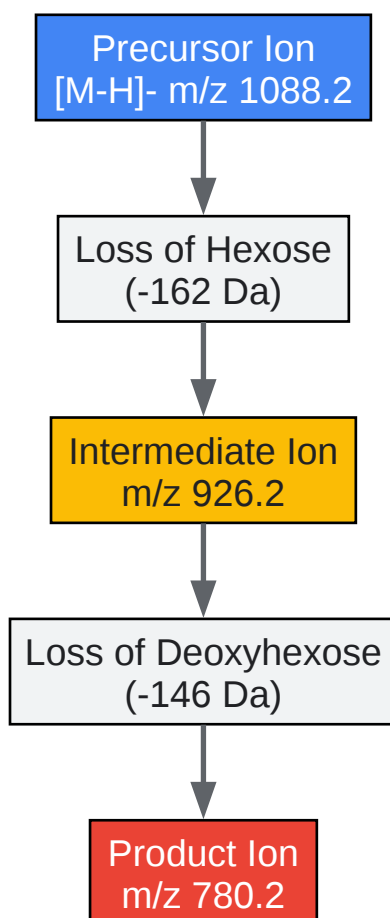 Precursor Ion
[M-H]- m/z 1088.2
Loss of Hexose
(-162 Da)
Intermediate Ion
m/z 926.2
Loss of Deoxyhexose
(-146 Da)
Product Ion
m/z 780.2